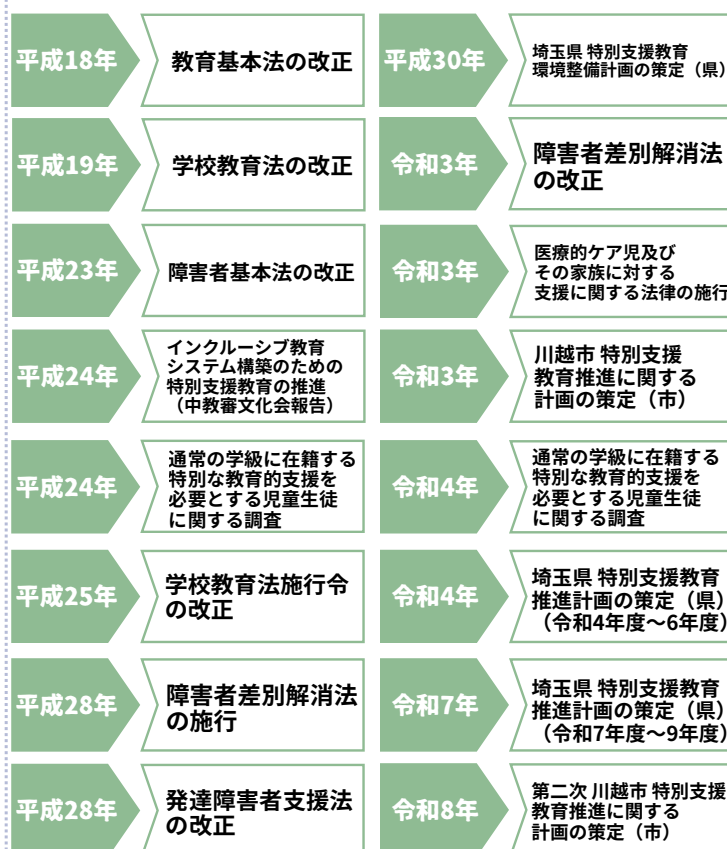 平成18年
教育基本法の改正
平成19年
学校教育法の改正
平成23年
障害者基本法の改正
平成24年
インクルーシブ教育
システム構築のための
特別支援教育の推進
（中教審文化会報告）
平成24年
通常の学級に在籍する
特別な教育的支援を
必要とする児童生徒
に関する調査
平成25年
学校教育法施行令
の改正
平成28年
障害者差別解消法
の施行
平成28年
発達障害者支援法
の改正
平成30年
埼玉県 特別支援教育
環境整備計画の策定（県）
令和3年
障害者差別解消法
の改正
令和3年
医療的ケア児及び
その家族に対する
支援に関する法律の施行
令和3年
川越市 特別支援
教育推進に関する
計画の策定（市）
令和4年
通常の学級に在籍する
特別な教育的支援を
必要とする児童生徒
に関する調査
令和4年
埼玉県 特別支援教育
推進計画の策定（県）
（令和4年度～6年度）
令和7年
埼玉県 特別支援教育
推進計画の策定（県）
（令和7年度～9年度）
令和8年
第二次 川越市 特別支援
教育推進に関する
計画の策定（市）